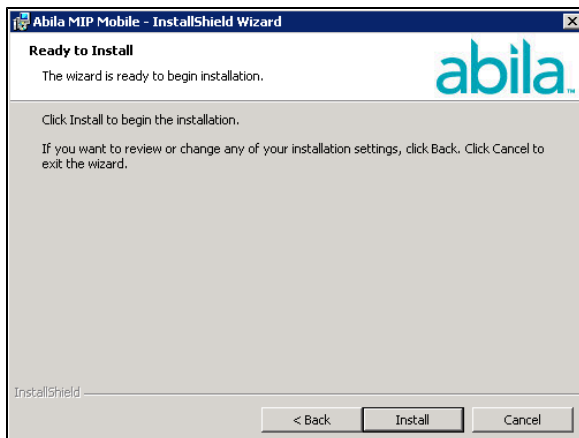 Abila MIP Mobile - InstallShield Wizard
Ready to Install
The wizard is ready to begin installation.
abila
Click Install to begin the installation.
If you want to review or change any of your installation settings, click Back. Click Cancel to
exit the wizard.
InstallShield
< Back
Install
Cancel